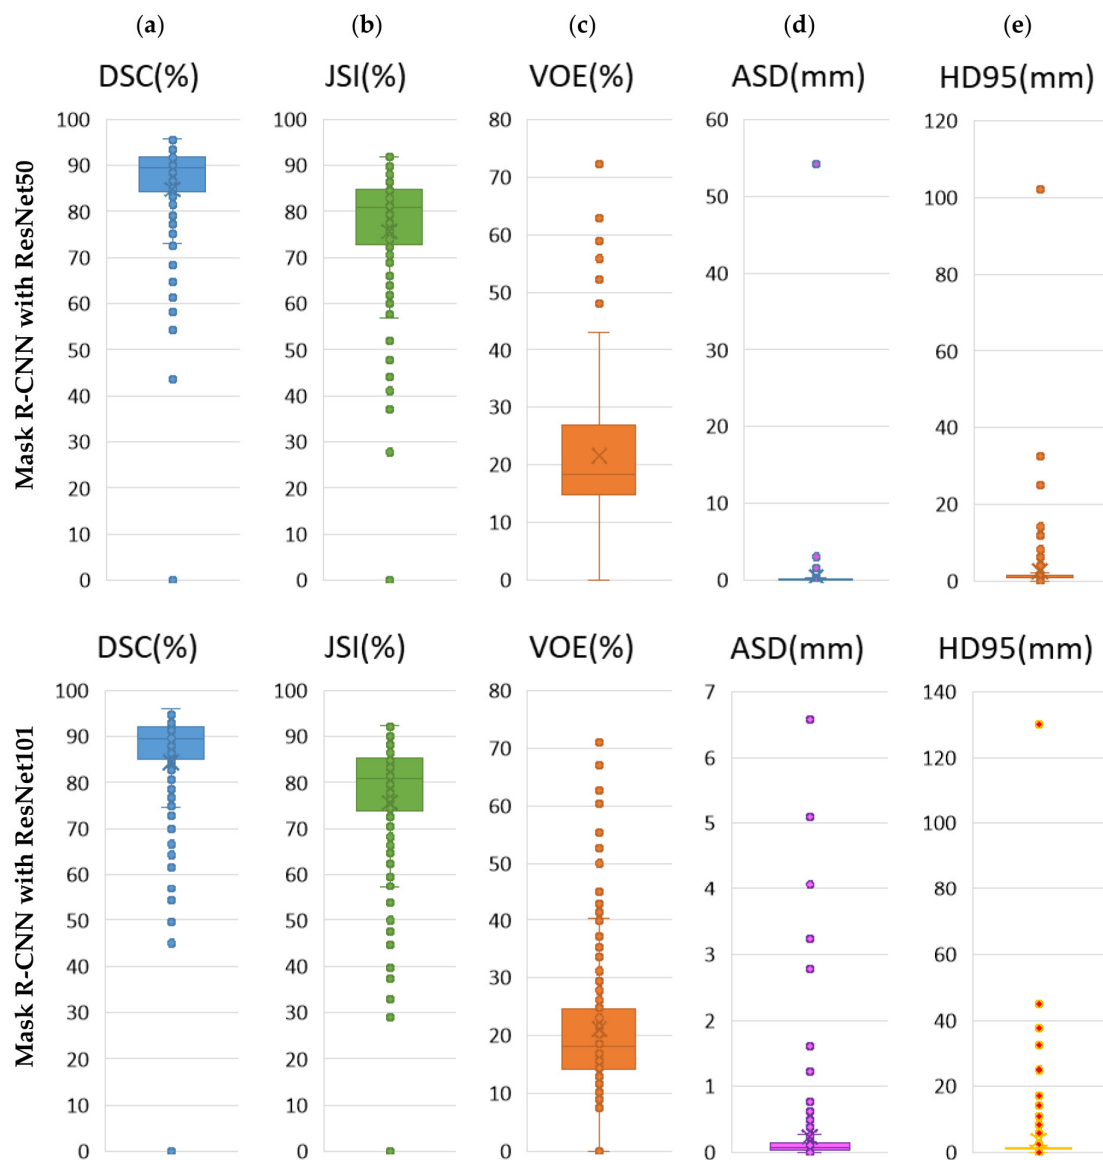 (a) (b) (c) (d) (e)
DSC(%) JSI(%) VOE(%) ASD(mm) HD95(mm)
Mask R-CNN with ResNet50
100 90 80 70 60 50 40 30 20 10 0
100 90 80 70 60 50 40 30 20 10 0
80 70 60 50 40 30 20 10 0
60 50 40 30 20 10 0
120 100 80 60 40 20 0
DSC(%) JSI(%) VOE(%) ASD(mm) HD95(mm)
Mask R-CNN with ResNet101
100 90 80 70 60 50 40 30 20 10 0
100 90 80 70 60 50 40 30 20 10 0
80 70 60 50 40 30 20 10 0
7 6 5 4 3 2 1 0
140 120 100 80 60 40 20 0